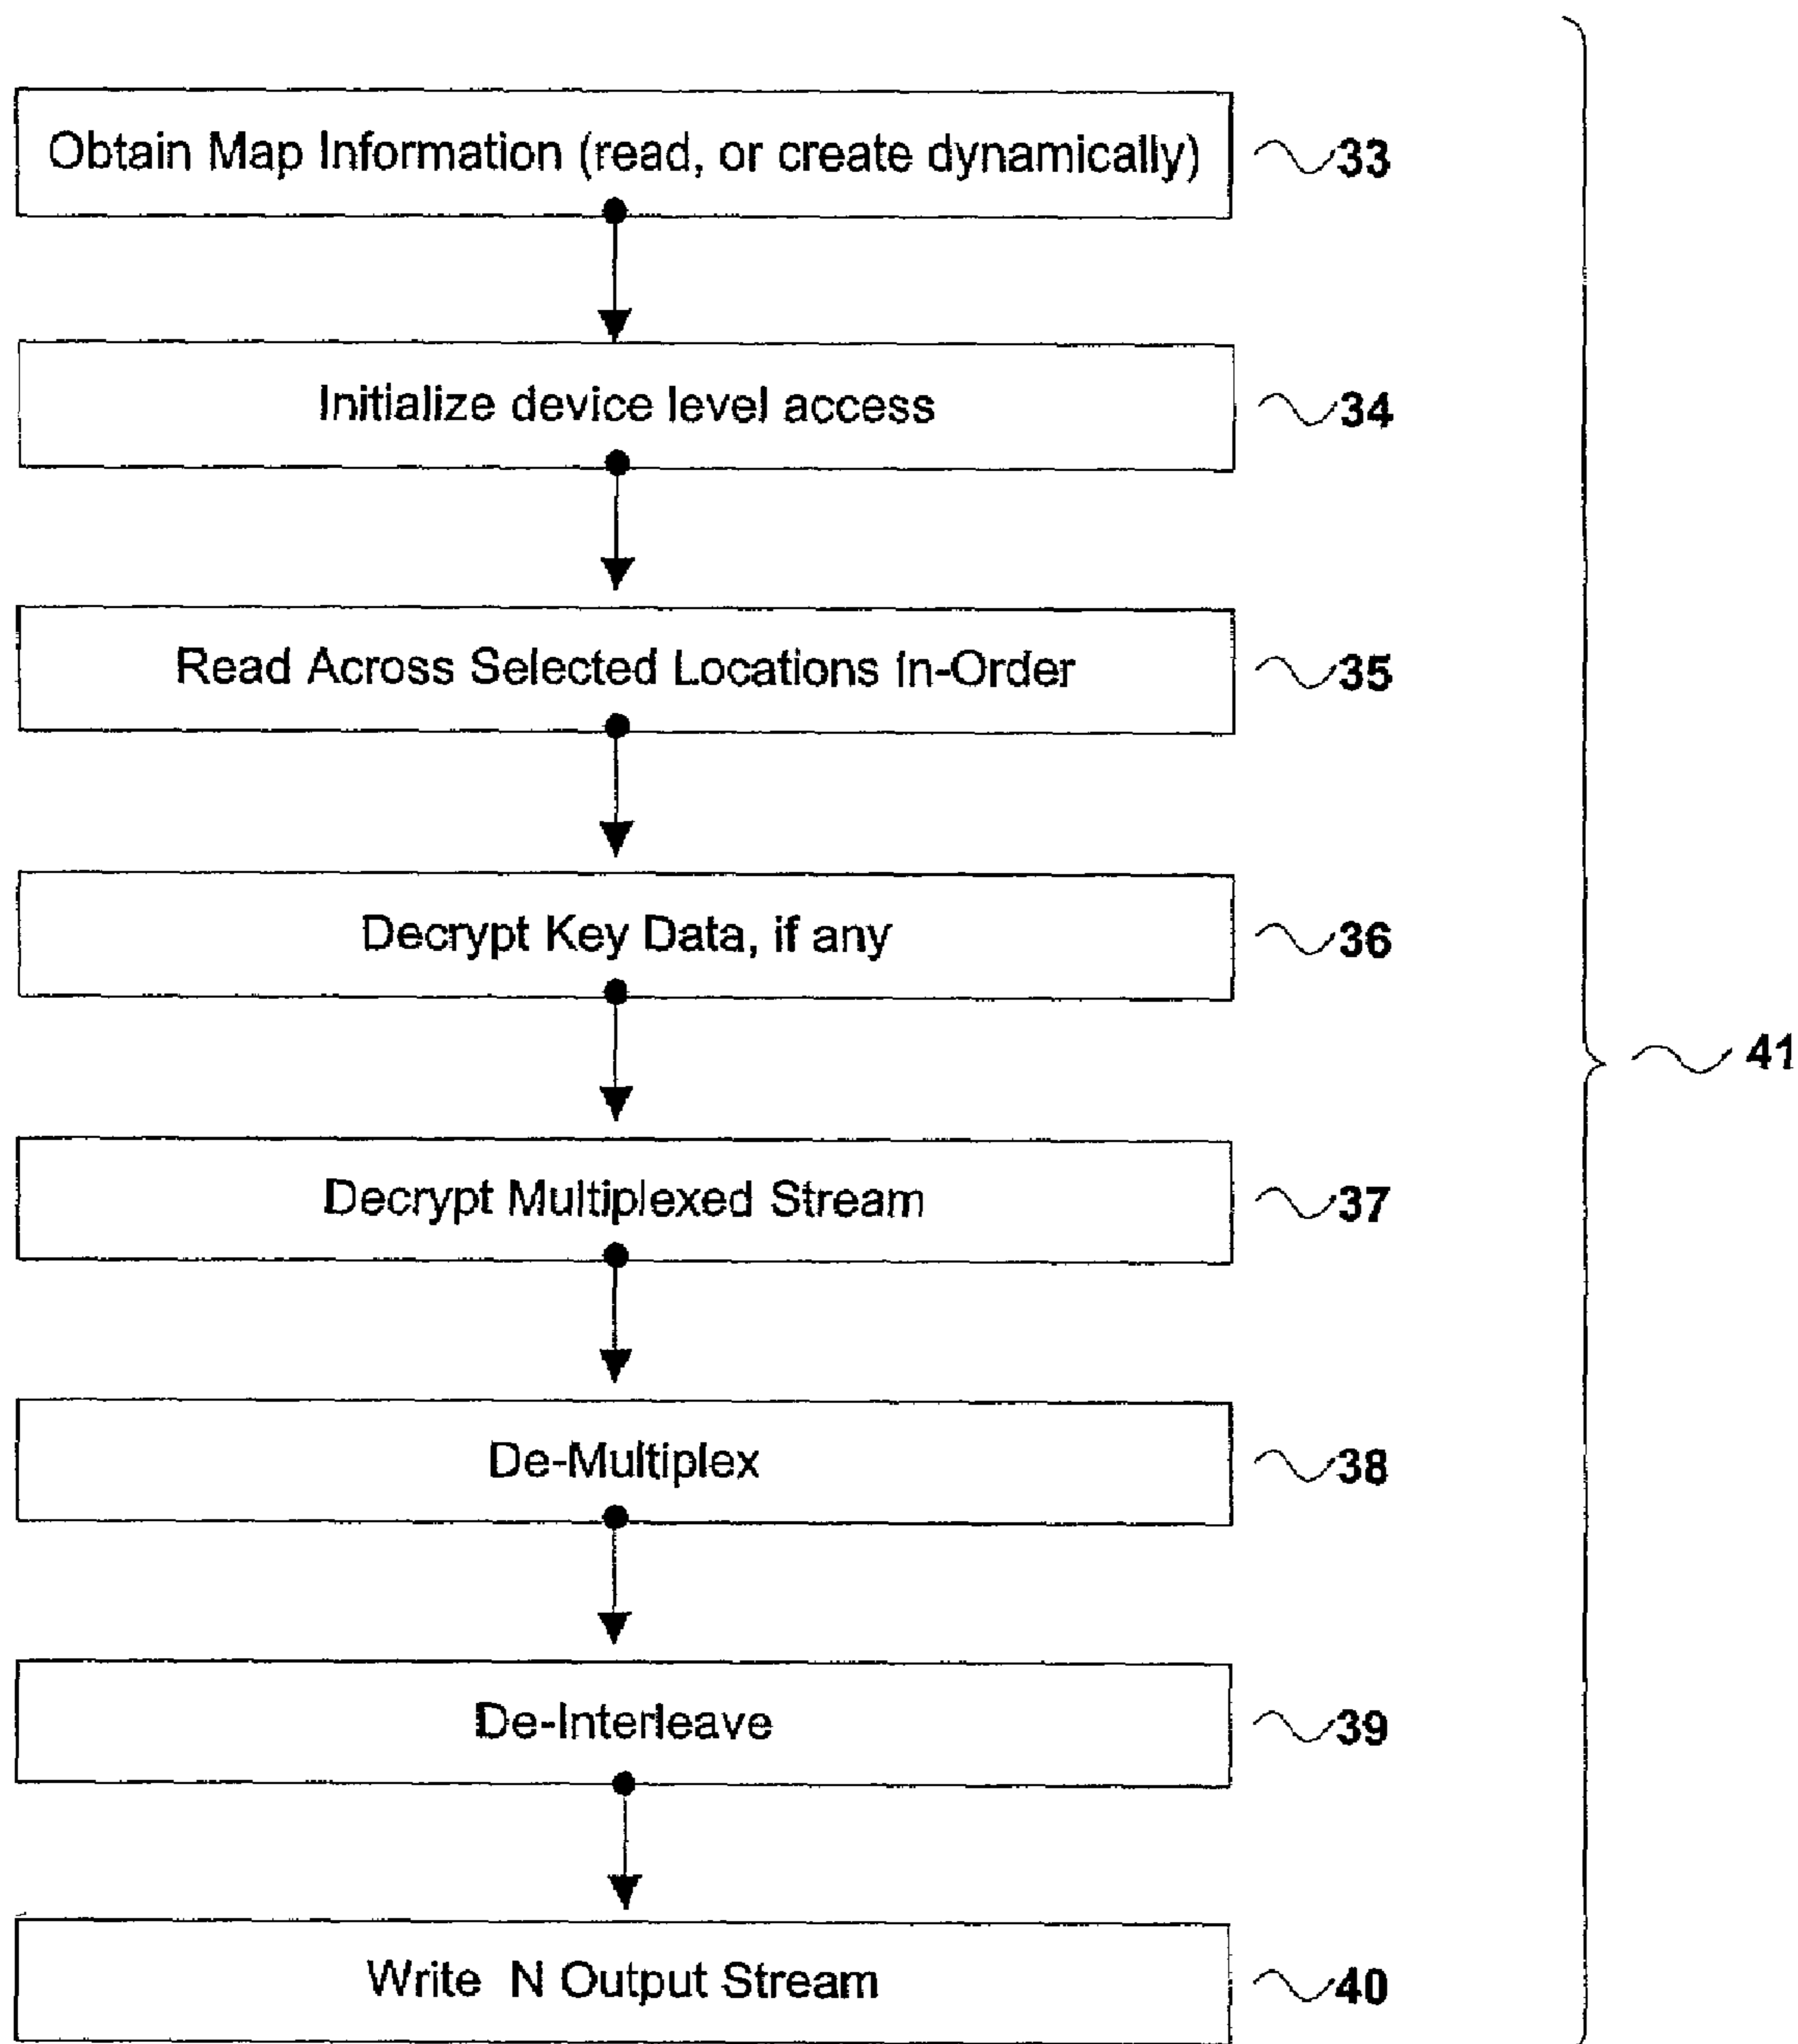 Obtain Map Information (read, or create dynamically) 33
Initialize device level access 34
Read Across Selected Locations In-Order 35
Decrypt Key Data, if any 36
41
Decrypt Multiplexed Stream 37
De-Multiplex 38
De-Interleave 39
Write N Output Stream 40